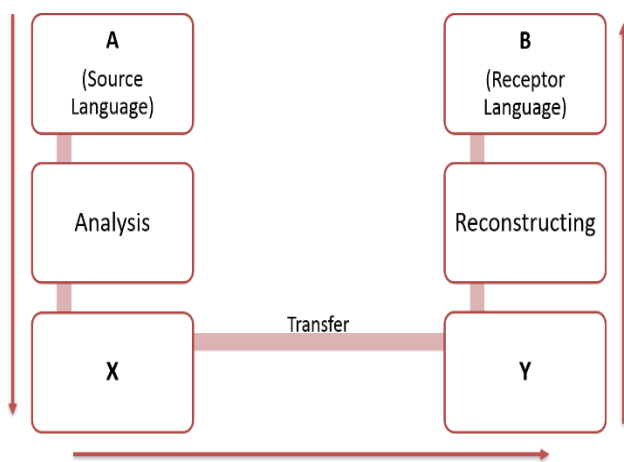 A
(Source
Language)
Analysis
X
Transfer
B
(Receptor
Language)
Reconstructing
Y